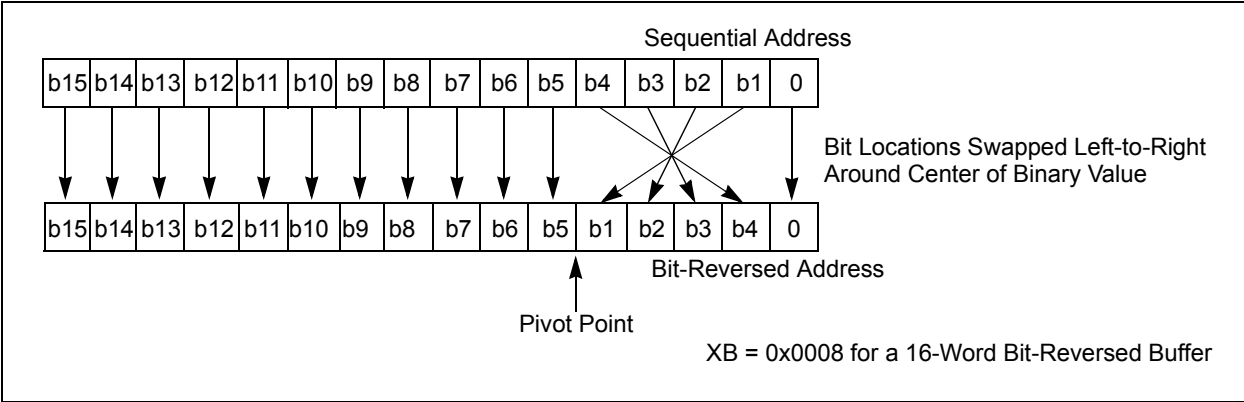 Sequential Address
b15 b14 b13 b12 b11 b10 b9 b8 b7 b6 b5 b4 b3 b2 b1 0
Bit Locations Swapped Left-to-Right
Around Center of Binary Value
b15 b14 b13 b12 b11 b10 b9 b8 b7 b6 b5 b1 b2 b3 b4 0
Bit-Reversed Address
Pivot Point
XB = 0x0008 for a 16-Word Bit-Reversed Buffer